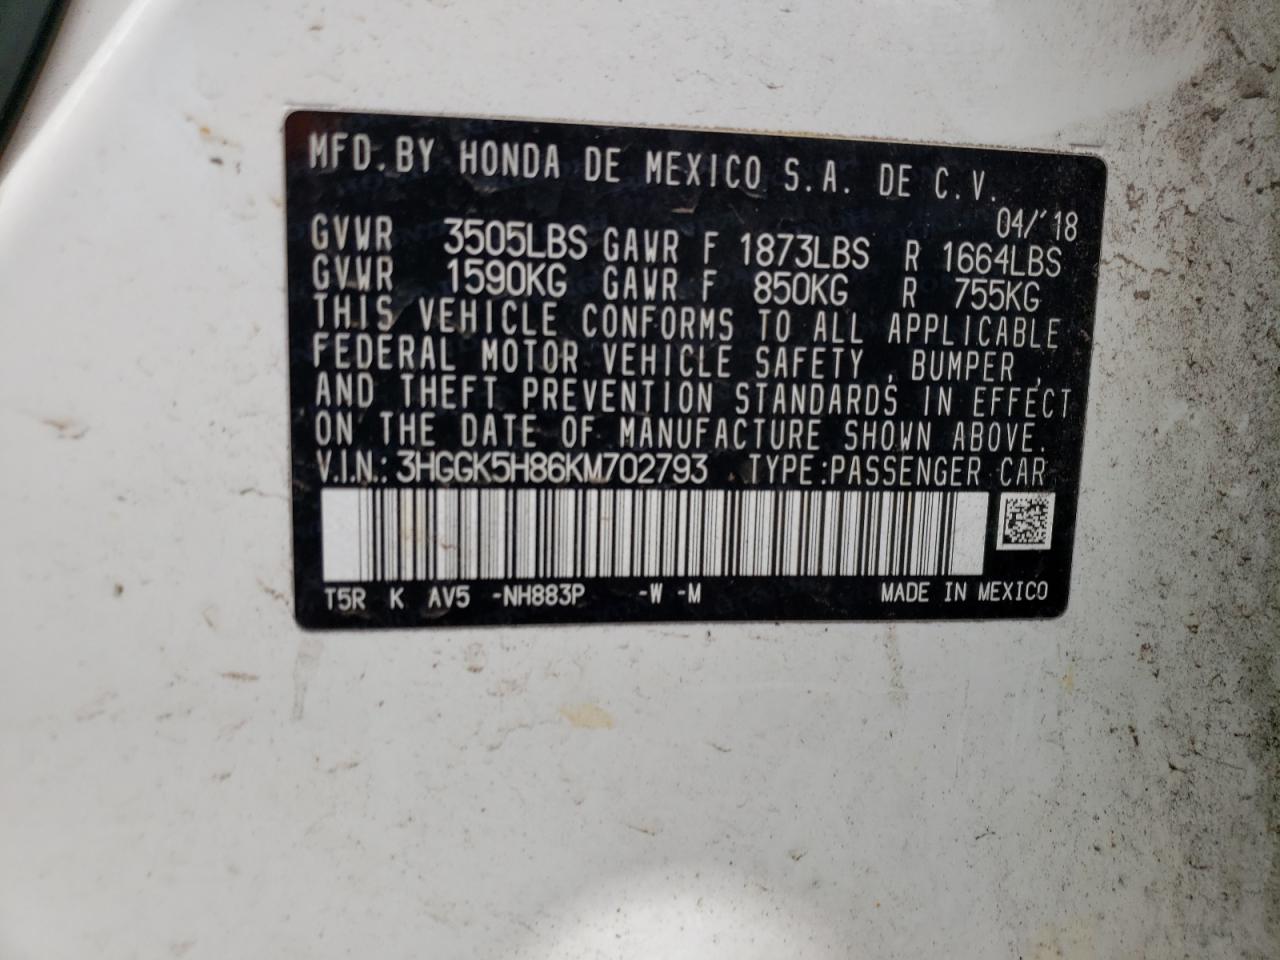 MFD.BY HONDA DE MEXICO S.A. DE C.V.
04/'18
GVWR 3505LBS GAWR F 1873LBS R 1664LBS
GVWR 1590KG GAWR F 850KG R 755KG
THIS VEHICLE CONFORMS TO ALL APPLICABLE
FEDERAL MOTOR VEHICLE SAFETY , BUMPER ,
AND THEFT PREVENTION STANDARDS IN EFFECT
ON THE DATE OF MANUFACTURE SHOWN ABOVE.
V.I.N.: 3HGGK5H86KM702793 TYPE:PASSENGER CAR
T5R K AV5 -NH883P -W -M MADE IN MEXICO